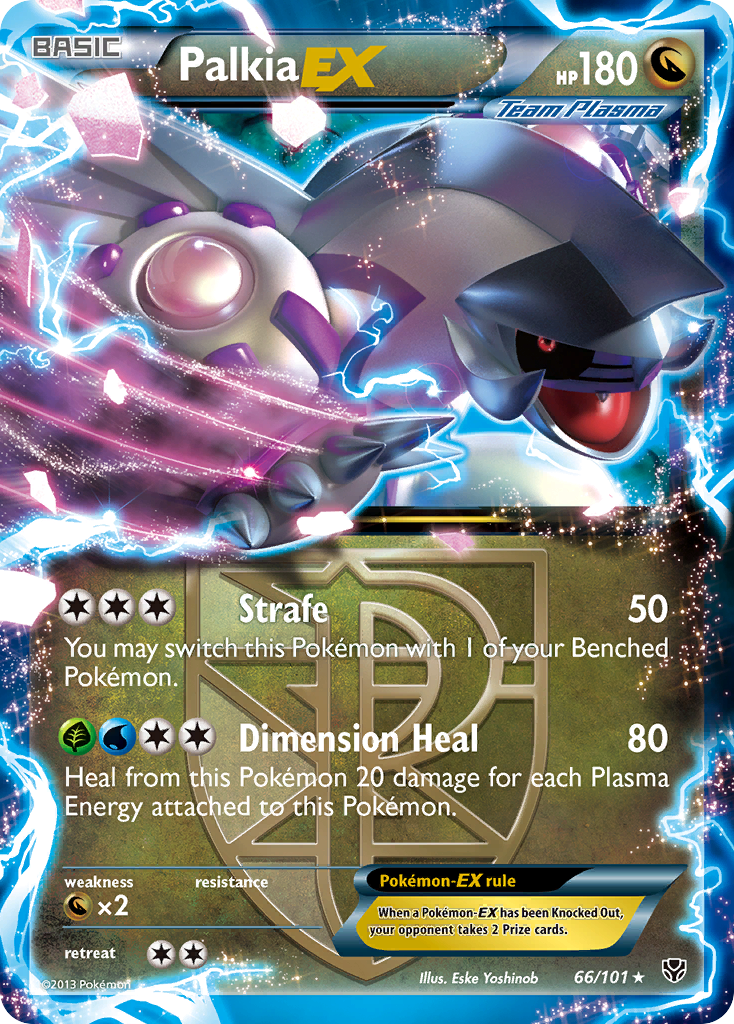 BASIC
Palkia EX
HP180
Team Plasma
Strafe 50
You may switch this Pokémon with 1 of your Benched
Pokémon.
Dimension Heal 80
Heal from this Pokémon 20 damage for each Plasma
Energy attached to this Pokémon.
weakness resistance
×2
Pokémon-EX rule
When a Pokémon-EX has been Knocked Out,
your opponent takes 2 Prize cards.
retreat
©2013 Pokémon
Illus. Eske Yoshinob
66/101 ★